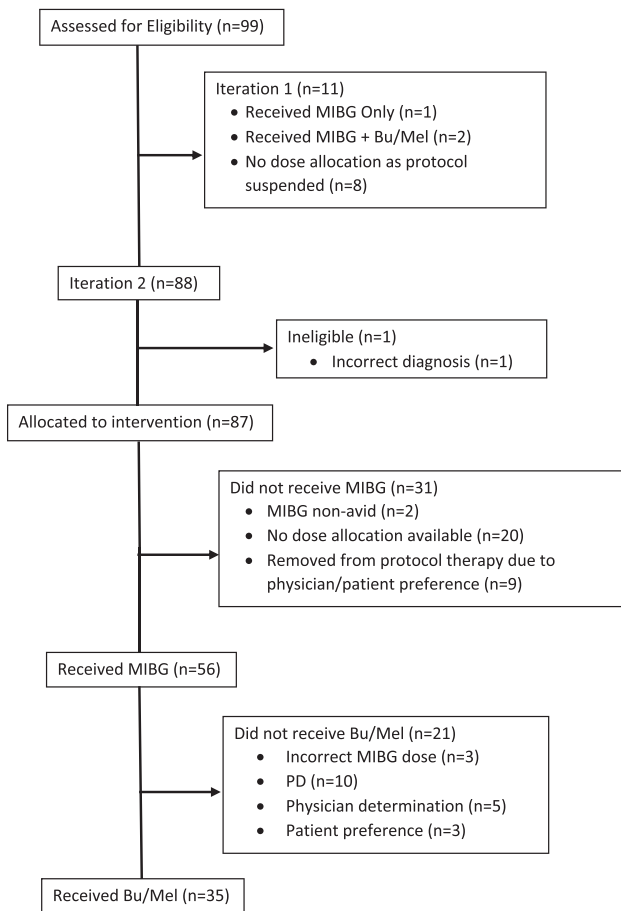 Assessed for Eligibility (n=99)
Iteration 1 (n=11)
• Received MIBG Only (n=1)
• Received MIBG + Bu/Mel (n=2)
• No dose allocation as protocol
suspended (n=8)
Iteration 2 (n=88)
Ineligible (n=1)
• Incorrect diagnosis (n=1)
Allocated to intervention (n=87)
Did not receive MIBG (n=31)
• MIBG non-avid (n=2)
• No dose allocation available (n=20)
• Removed from protocol therapy due to
physician/patient preference (n=9)
Received MIBG (n=56)
Did not receive Bu/Mel (n=21)
• Incorrect MIBG dose (n=3)
• PD (n=10)
• Physician determination (n=5)
• Patient preference (n=3)
Received Bu/Mel (n=35)